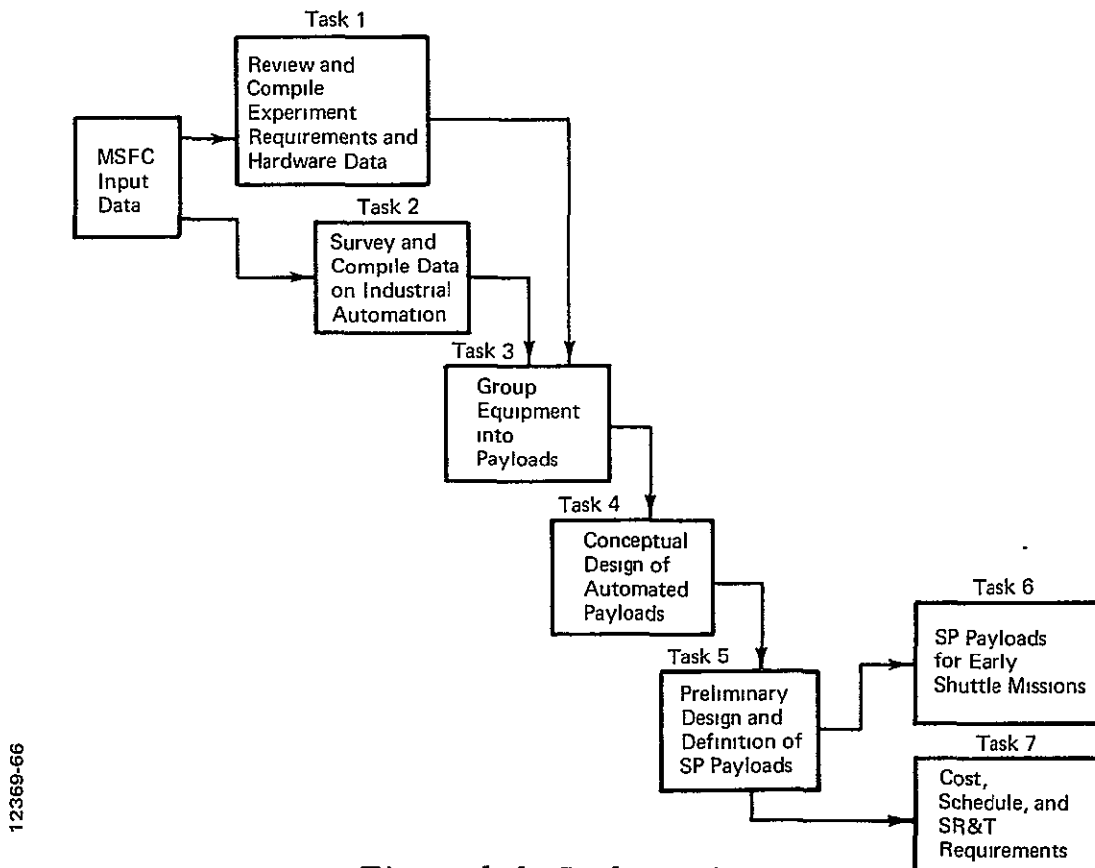 Task 1
Review and
Compile
Experiment
Requirements and
Hardware Data
MSFC
Input
Data
Task 2
Survey and
Compile Data
on Industrial
Automation
Task 3
Group
Equipment
into
Payloads
Task 4
Conceptual
Design of
Automated
Payloads
Task 5
Preliminary
Design and
Definition of
SP Payloads
Task 6
SP Payloads
for Early
Shuttle Missions
Task 7
Cost,
Schedule, and
SR&T
Requirements
12369-66